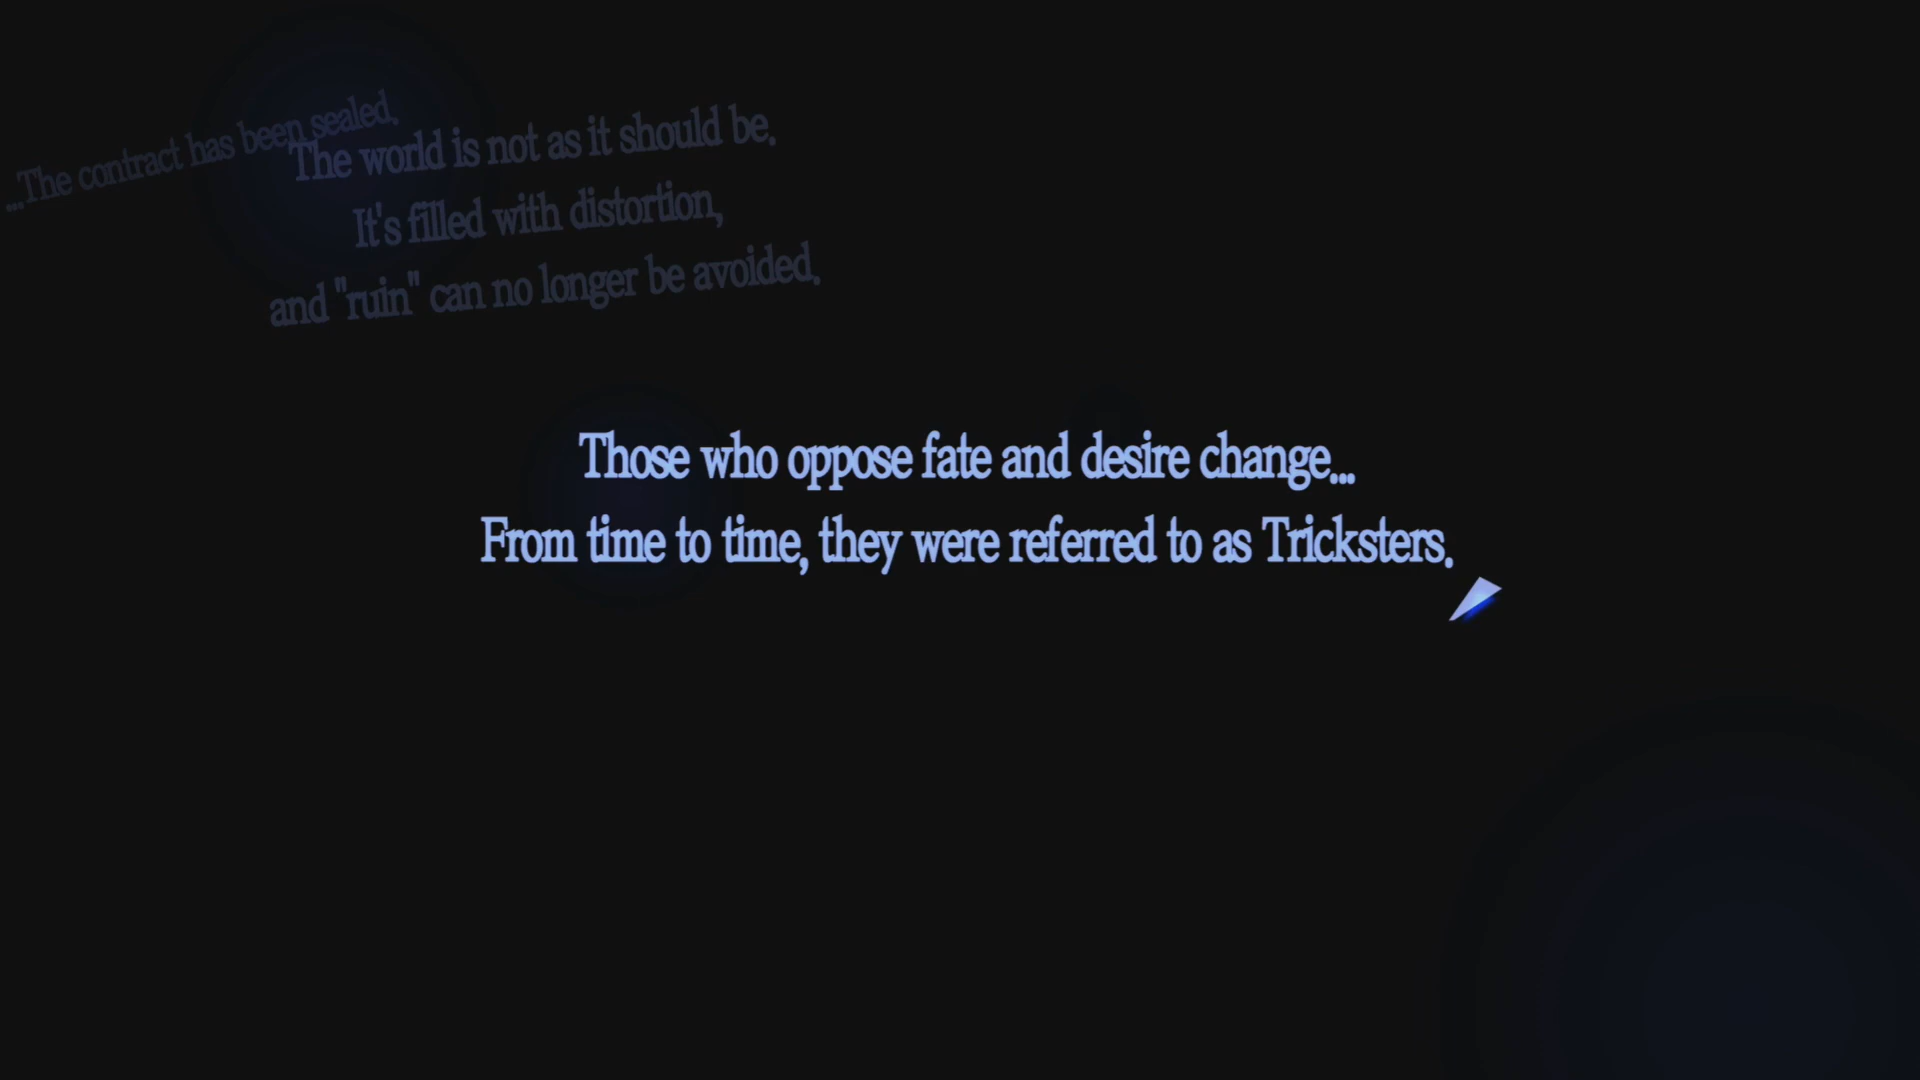 ...The contract has been sealed.
The world is not as it should be.
It's filled with distortion,
and "ruin" can no longer be avoided.
Those who oppose fate and desire change...
From time to time, they were referred to as Tricksters.